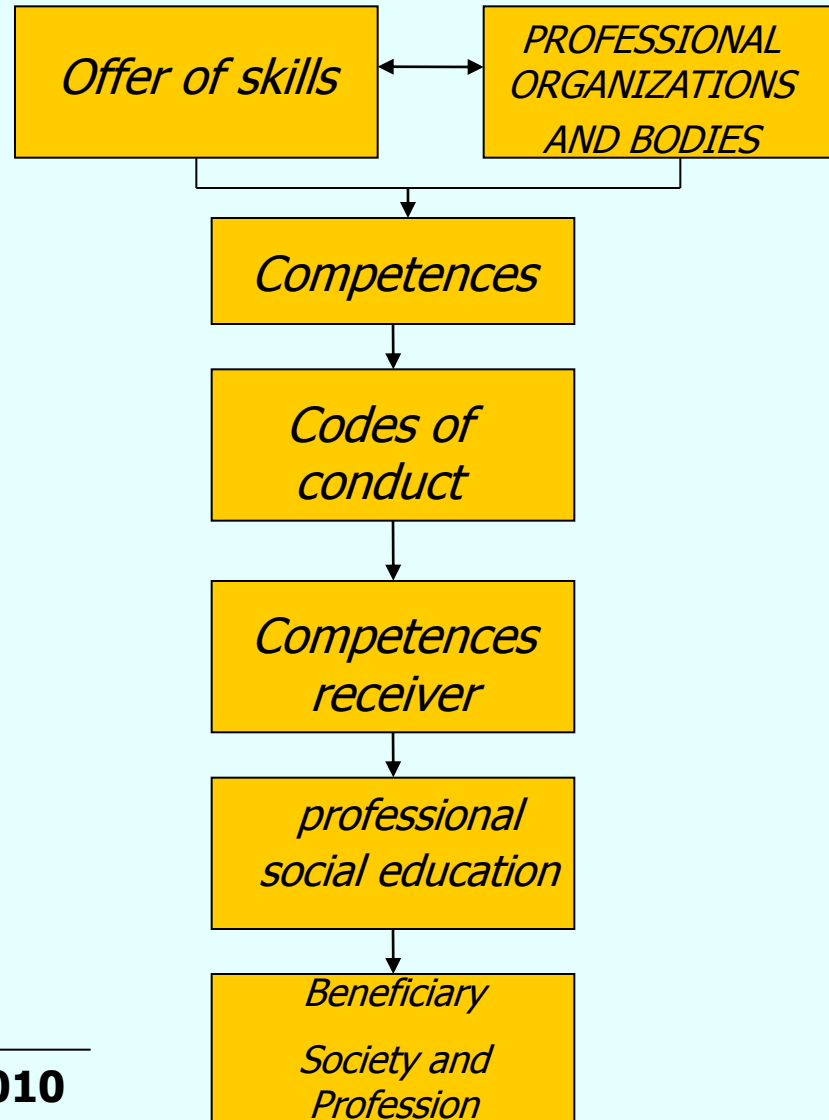 Offer of skills
PROFESSIONAL
ORGANIZATIONS
AND BODIES
Competences
Codes of
conduct
Competences
receiver
professional
social education
Beneficiary
Society and
Profession
010